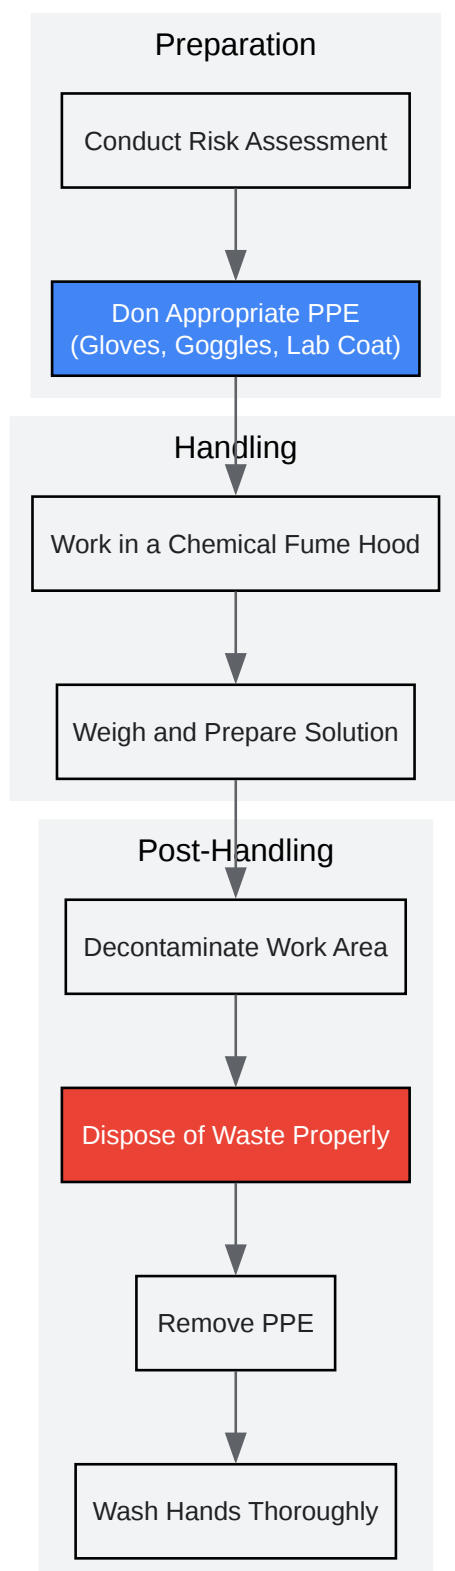 Preparation
Conduct Risk Assessment
Don Appropriate PPE
(Gloves, Goggles, Lab Coat)
Handling
Work in a Chemical Fume Hood
Weigh and Prepare Solution
Post-Handling
Decontaminate Work Area
Dispose of Waste Properly
Remove PPE
Wash Hands Thoroughly